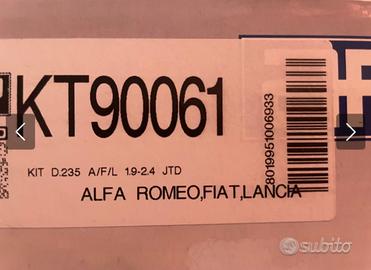 KT90061
KIT D.235 A/F/L 1.9-2.4 JTD
ALFA ROMEO,FIAT,LANCIA
8019951006933
subito